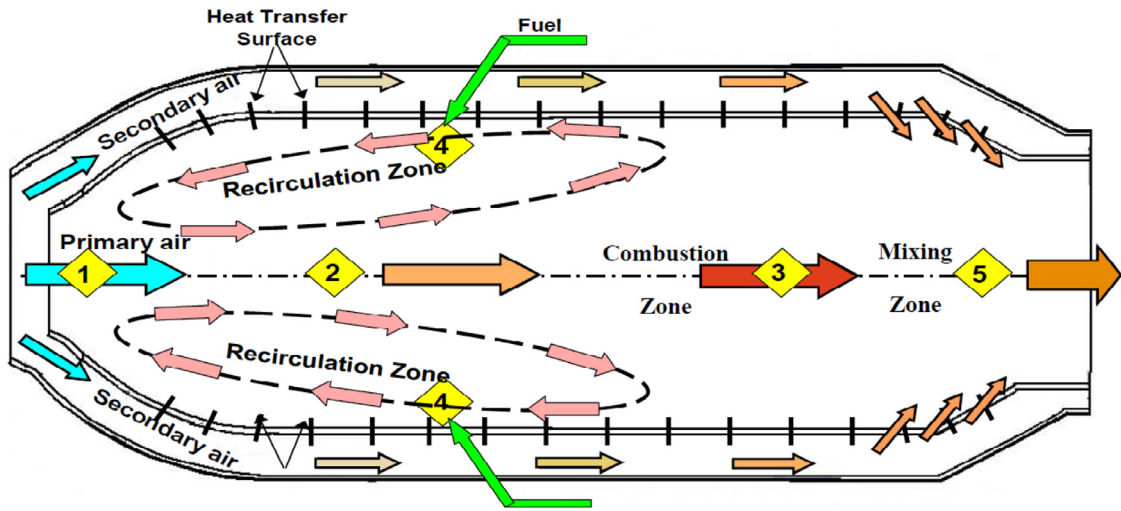 Heat Transfer
Surface
Fuel
Secondary air
4
Recirculation Zone
Primary air
1
2
Combustion
Zone
3
Mixing
Zone
5
Recirculation Zone
4
Secondary air